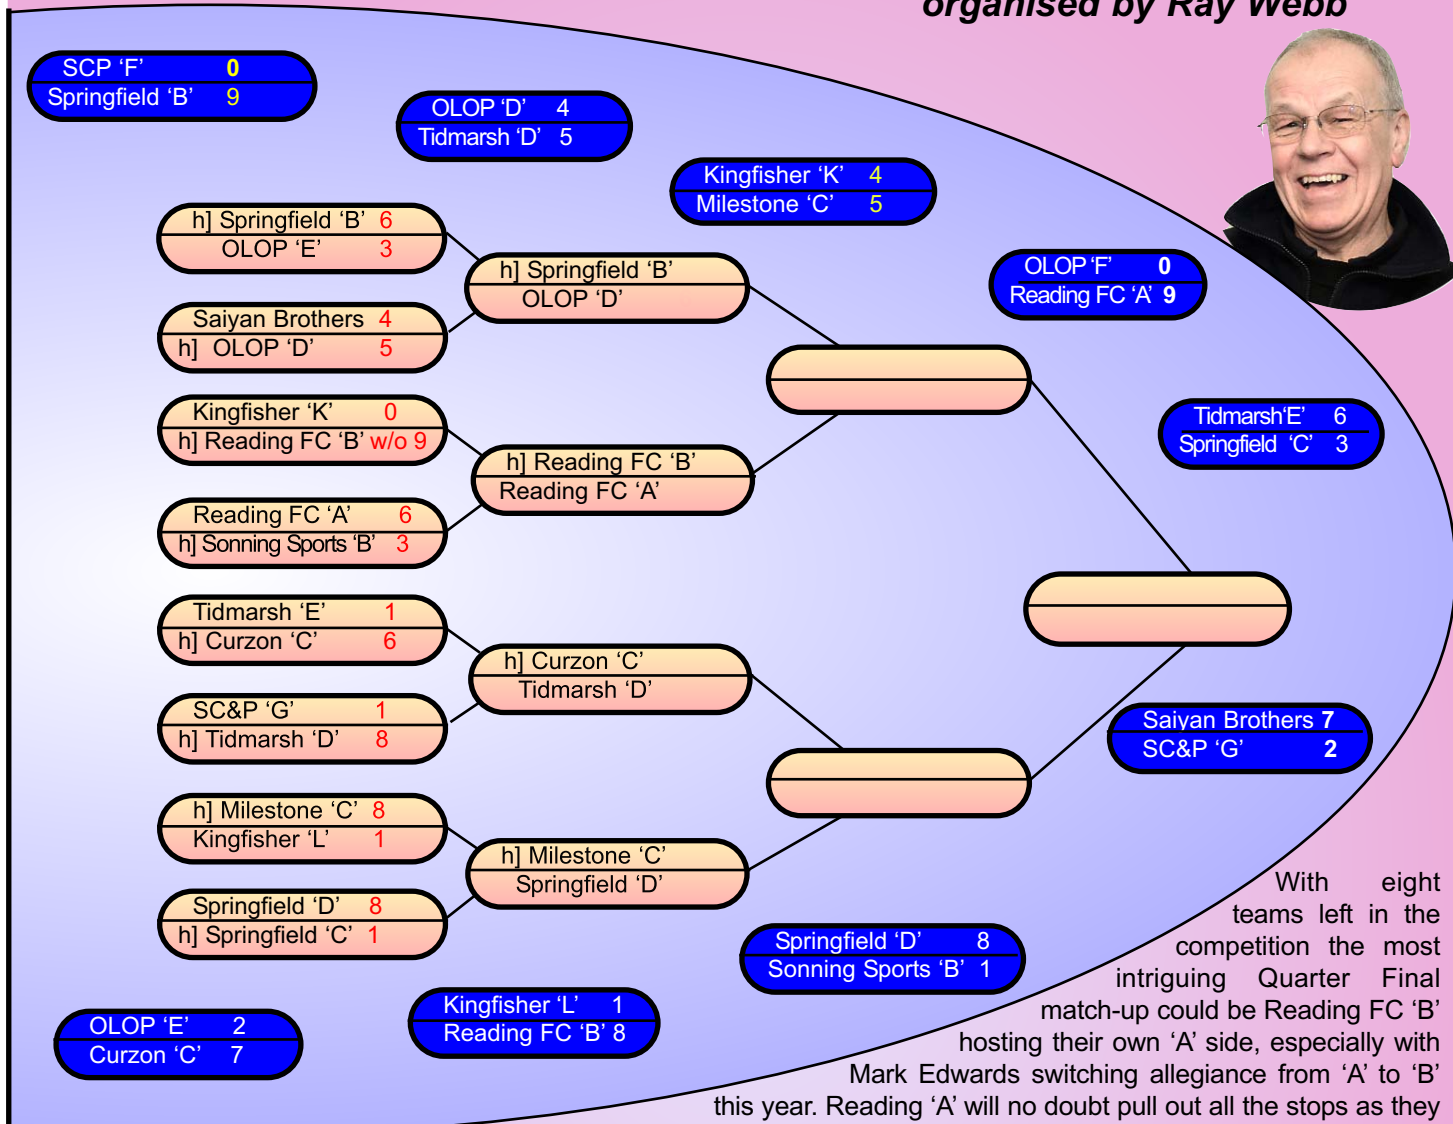 organised by Ray Webb
SCP ‘F’ 0
Springfield ‘B’ 9
OLOP ‘D’ 4
Tidmarsh ‘D’ 5
Kingfisher ‘K’ 4
Milestone ‘C’ 5
OLOP ‘F’ 0
Reading FC ‘A’ 9
Tidmarsh‘E’ 6
Springfield ‘C’ 3
h] Springfield ‘B’ 6
OLOP ‘E’ 3
Saiyan Brothers 4
h] OLOP ‘D’ 5
Kingfisher ‘K’ 0
h] Reading FC ‘B’ w/o 9
Reading FC ‘A’ 6
h] Sonning Sports ‘B’ 3
Tidmarsh ‘E’ 1
h] Curzon ‘C’ 6
SC&P ‘G’ 1
h] Tidmarsh ‘D’ 8
h] Milestone ‘C’ 8
Kingfisher ‘L’ 1
Springfield ‘D’ 8
h] Springfield ‘C’ 1
h] Springfield ‘B’
OLOP ‘D’
h] Reading FC ‘B’
Reading FC ‘A’
h] Curzon ‘C’
Tidmarsh ‘D’
h] Milestone ‘C’
Springfield ‘D’
Saiyan Brothers 7
SC&P ‘G’ 2
Springfield ‘D’ 8
Sonning Sports ‘B’ 1
Kingfisher ‘L’ 1
Reading FC ‘B’ 8
OLOP ‘E’ 2
Curzon ‘C’ 7
With eight
teams left in the
competition the most
intriguing Quarter Final
match-up could be Reading FC ‘B’
hosting their own ‘A’ side, especially with
Mark Edwards switching allegiance from ‘A’ to ‘B’
this year. Reading ‘A’ will no doubt pull out all the stops as they